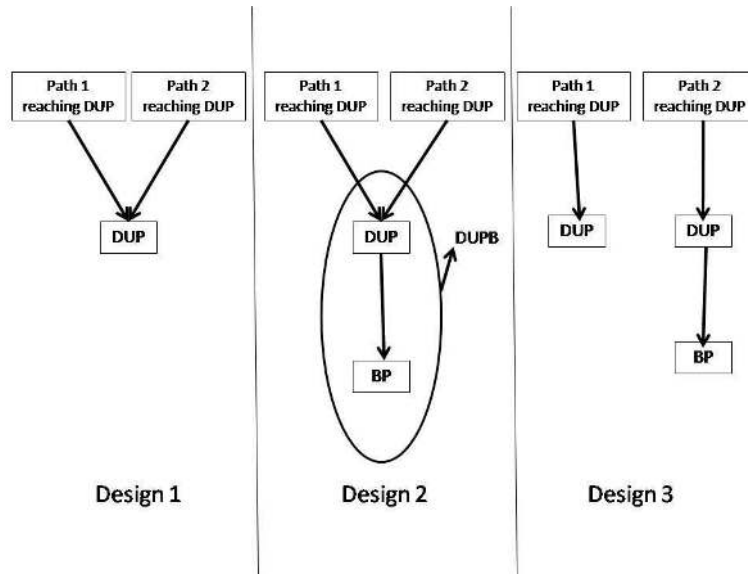 Path 1
reaching DUP
Path 2
reaching DUP
DUP
Design 1
Path 1
reaching DUP
Path 2
reaching DUP
DUP
DUPB
BP
Design 2
Path 1
reaching DUP
Path 2
reaching DUP
DUP
DUP
BP
Design 3